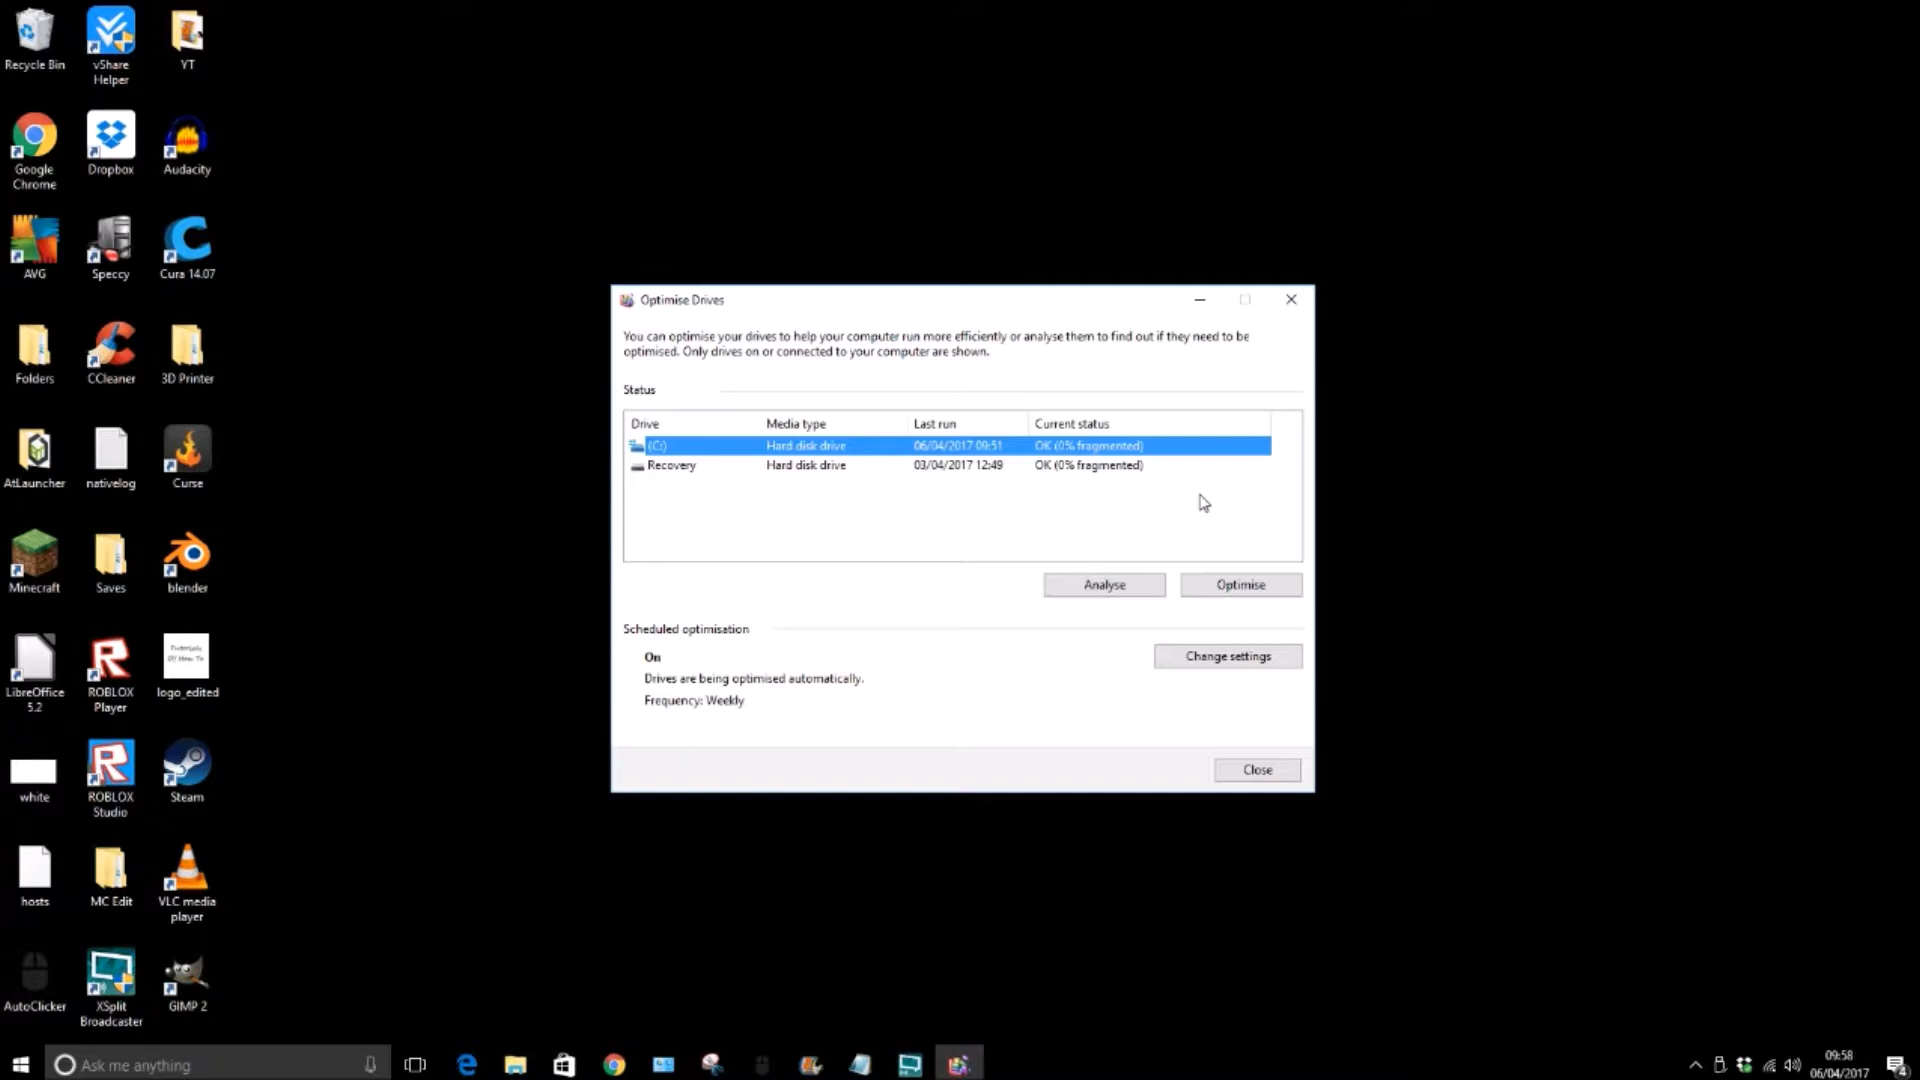 Recycle Bin
vShare
Helper
YT
Google
Chrome
Dropbox
Audacity
AVG
Speccy
Cura 14.07
Folders
CCleaner
3D Printer
AtLauncher
nativelog
Curse
Minecraft
Saves
blender
LibreOffice
5.2
ROBLOX
Player
Tutorials
Of How To
logo_edited
white
ROBLOX
Studio
Steam
hosts
MC Edit
VLC media
player
AutoClicker
XSplit
Broadcaster
GIMP 2
Optimise Drives
You can optimise your drives to help your computer run more efficiently or analyse them to find out if they need to be
optimised. Only drives on or connected to your computer are shown.
Status
Drive Media type Last run Current status
(C:) Hard disk drive 06/04/2017 09:51 OK (0% fragmented)
Recovery Hard disk drive 03/04/2017 12:49 OK (0% fragmented)
Analyse Optimise
Scheduled optimisation
On
Change settings
Drives are being optimised automatically.
Frequency: Weekly
Close
Ask me anything
09:58
06/04/2017
4